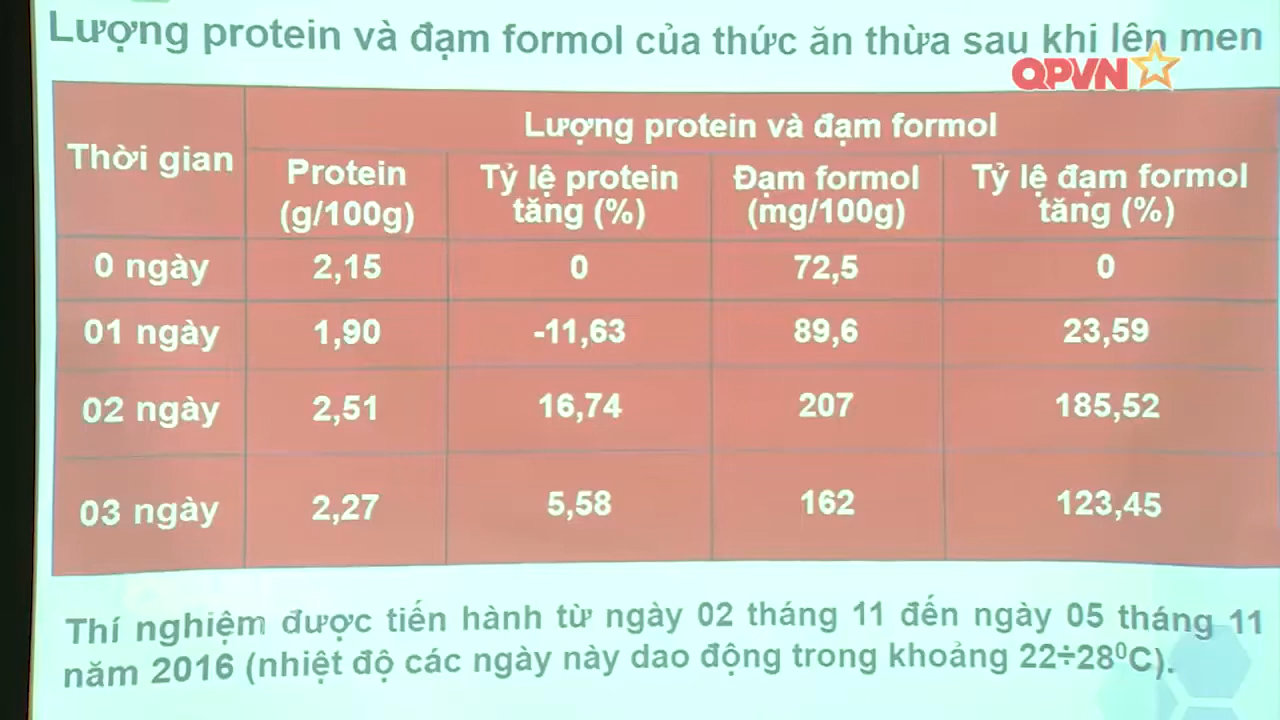 Lượng protein và đạm formol của thức ăn thừa sau khi lên men
QPVN
Thời gian
Lượng protein và đạm formol
Protein (g/100g)
Tỷ lệ protein tăng (%)
Đạm formol (mg/100g)
Tỷ lệ đạm formol tăng (%)
0 ngày 2,15 0 72,5 0
01 ngày 1,90 -11,63 89,6 23,59
02 ngày 2,51 16,74 207 185,52
03 ngày 2,27 5,58 162 123,45
Thí nghiệm được tiến hành từ ngày 02 tháng 11 đến ngày 05 tháng 11
năm 2016 (nhiệt độ các ngày này dao động trong khoảng 22÷28⁰C).